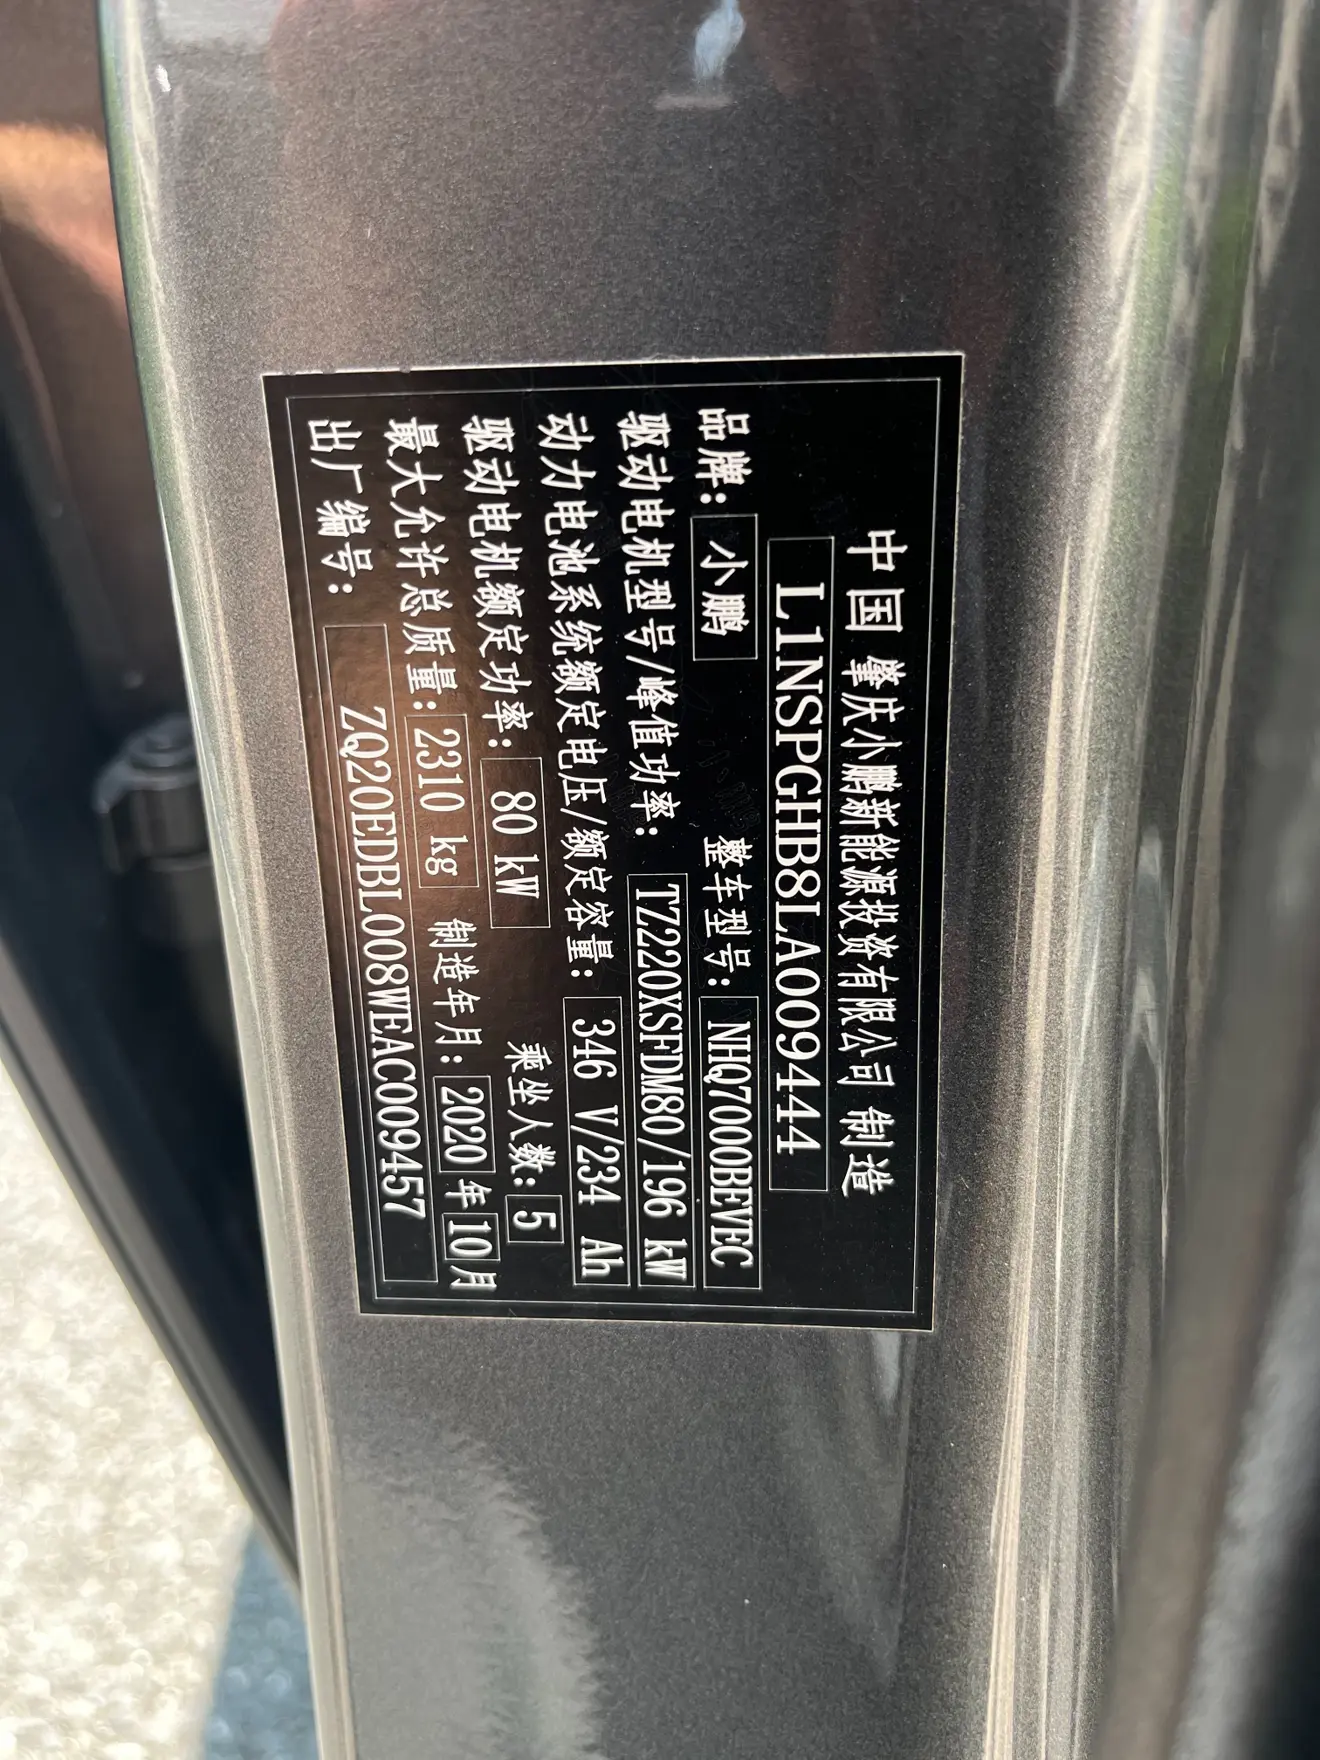 中国 肇庆小鹏新能源投资有限公司 制造
L1NSPGHB8LA009444
品牌: 小鹏 整车型号: NHQ7000BEVEC
驱动电机型号/峰值功率: TZ220XSFDM80/196 kW
动力电池系统额定电压/额定容量: 346 V/234 Ah
驱动电机额定功率: 80 kW 乘坐人数: 5
最大允许总质量: 2310 kg 制造年月: 2020 年 10 月
出厂编号: ZQ20EDBL008WEAC009457